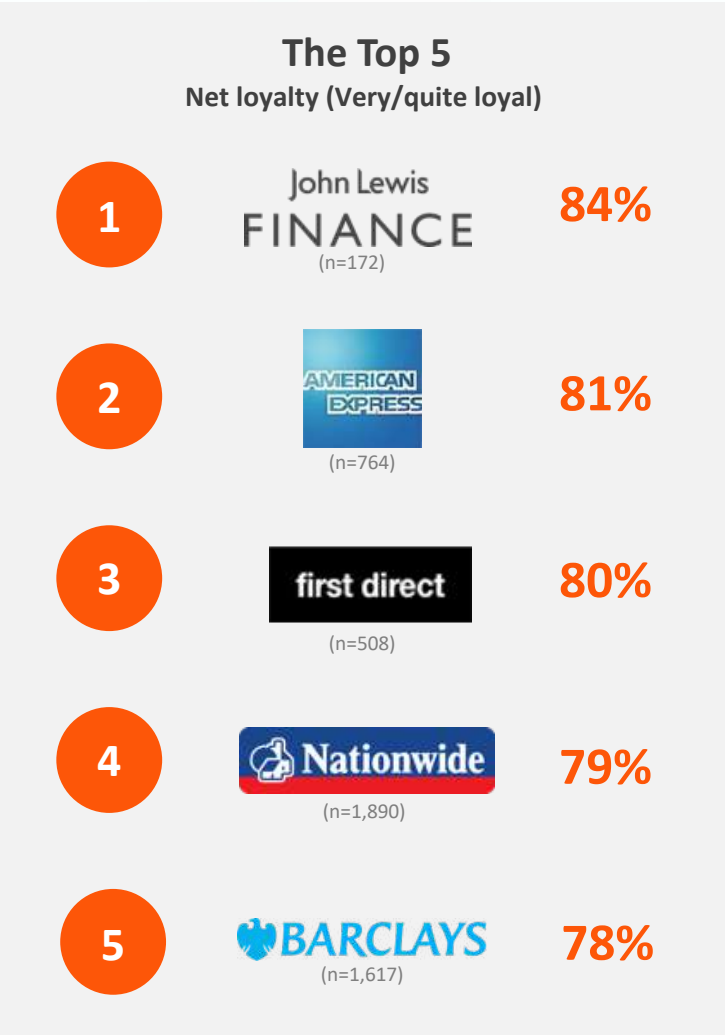 The Top 5
Net loyalty (Very/quite loyal)
1
John Lewis
FINANCE
(n=172)
84%
2
AMERICAN
EXPRESS
(n=764)
81%
3
first direct
(n=508)
80%
4
Nationwide
(n=1,890)
79%
5
BARCLAYS
(n=1,617)
78%